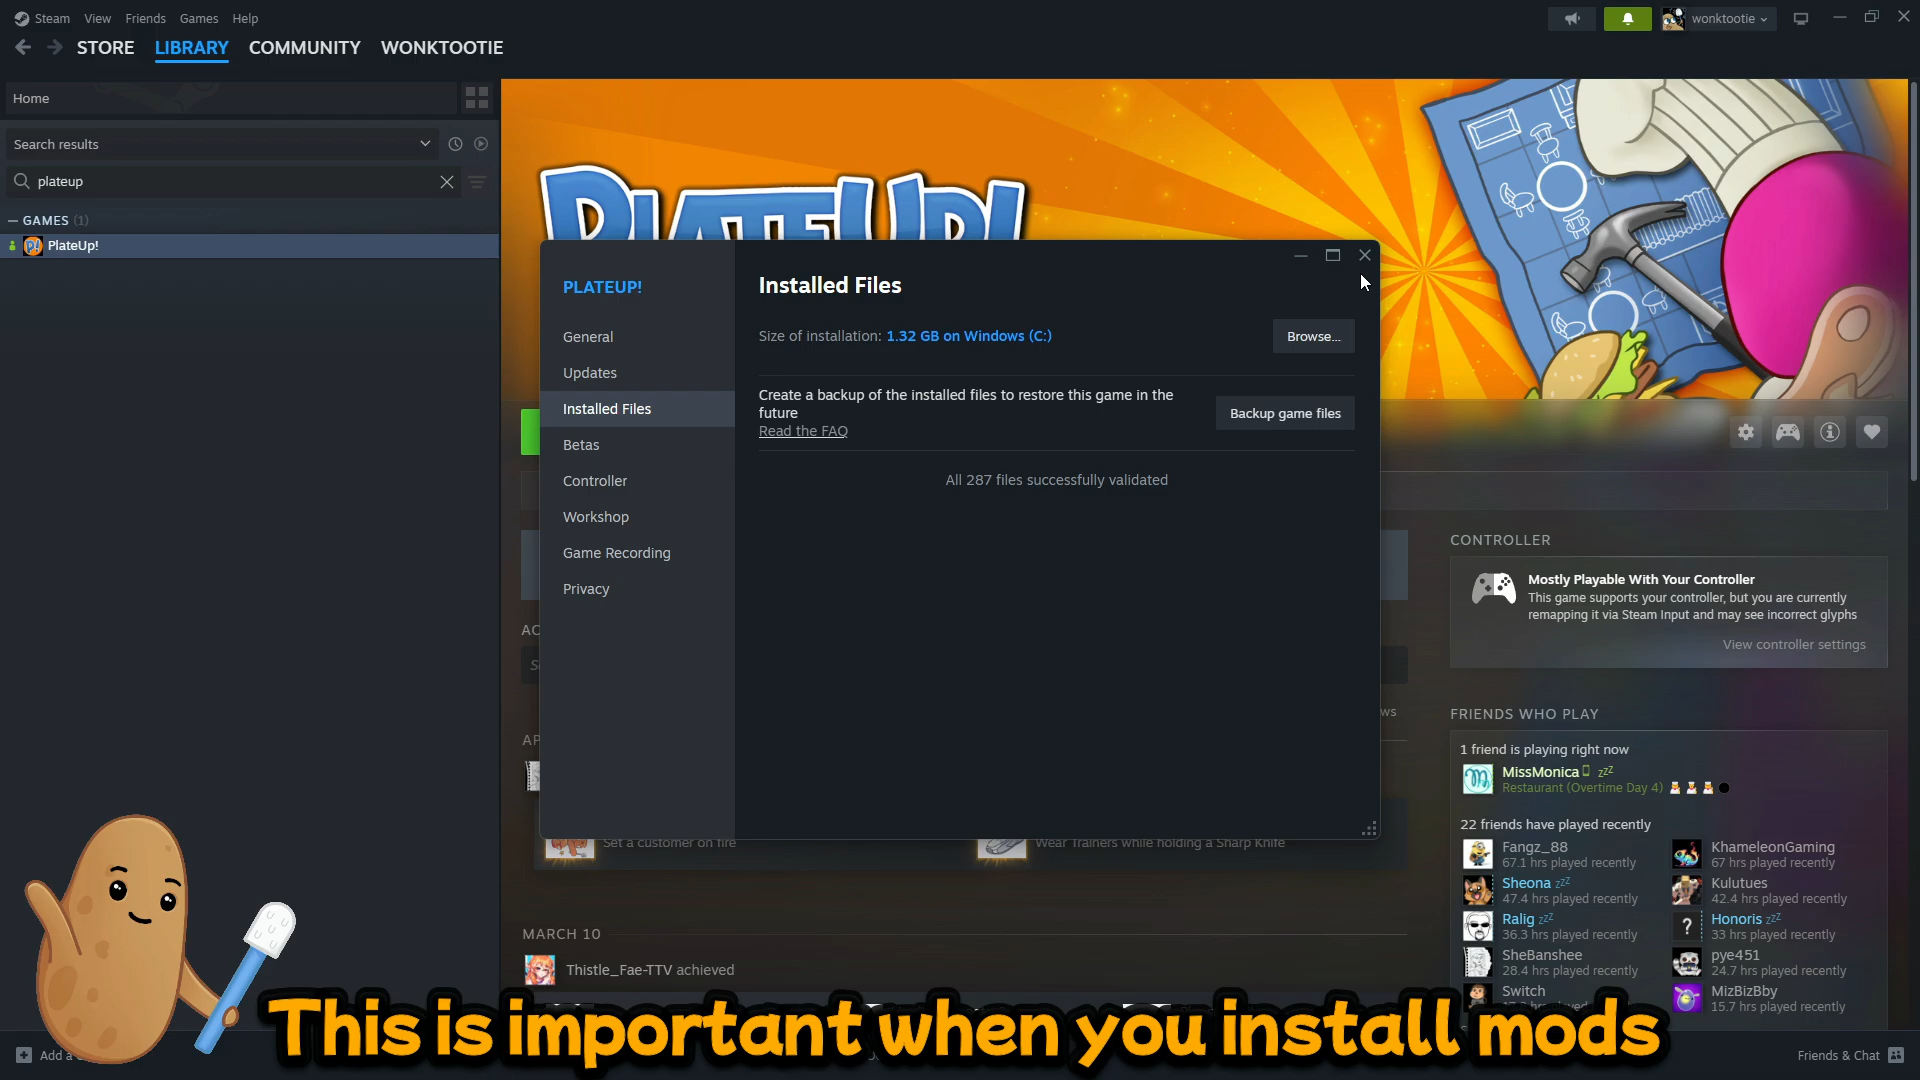 Steam View Friends Games Help
wonktootie
STORE LIBRARY COMMUNITY WONKTOOTIE
Home
Search results
plateup
GAMES (1)
PlateUp!
PLATEUP!
PLATEUP!
General
Updates
Installed Files
Betas
Controller
Workshop
Game Recording
Privacy
Installed Files
Size of installation: 1.32 GB on Windows (C:)
Browse...
Create a backup of the installed files to restore this game in the
future
Read the FAQ
Backup game files
All 287 files successfully validated
Set a customer on fire
Wear Trainers while holding a Sharp Knife
MARCH 10
Thistle_Fae-TTV achieved
CONTROLLER
Mostly Playable With Your Controller
This game supports your controller, but you are currently
remapping it via Steam Input and may see incorrect glyphs
View controller settings
FRIENDS WHO PLAY
1 friend is playing right now
MissMonica zzZ
Restaurant (Overtime Day 4)
22 friends have played recently
Fangz_88
67.1 hrs played recently
KhameleonGaming
67 hrs played recently
Sheona zzZ
47.4 hrs played recently
Kulutues
42.4 hrs played recently
Ralig zzZ
36.3 hrs played recently
Honoris zzZ
33 hrs played recently
SheBanshee
28.4 hrs played recently
pye451
24.7 hrs played recently
Switch
MizBizBby
15.7 hrs played recently
Add a
Friends & Chat
This is important when you install mods